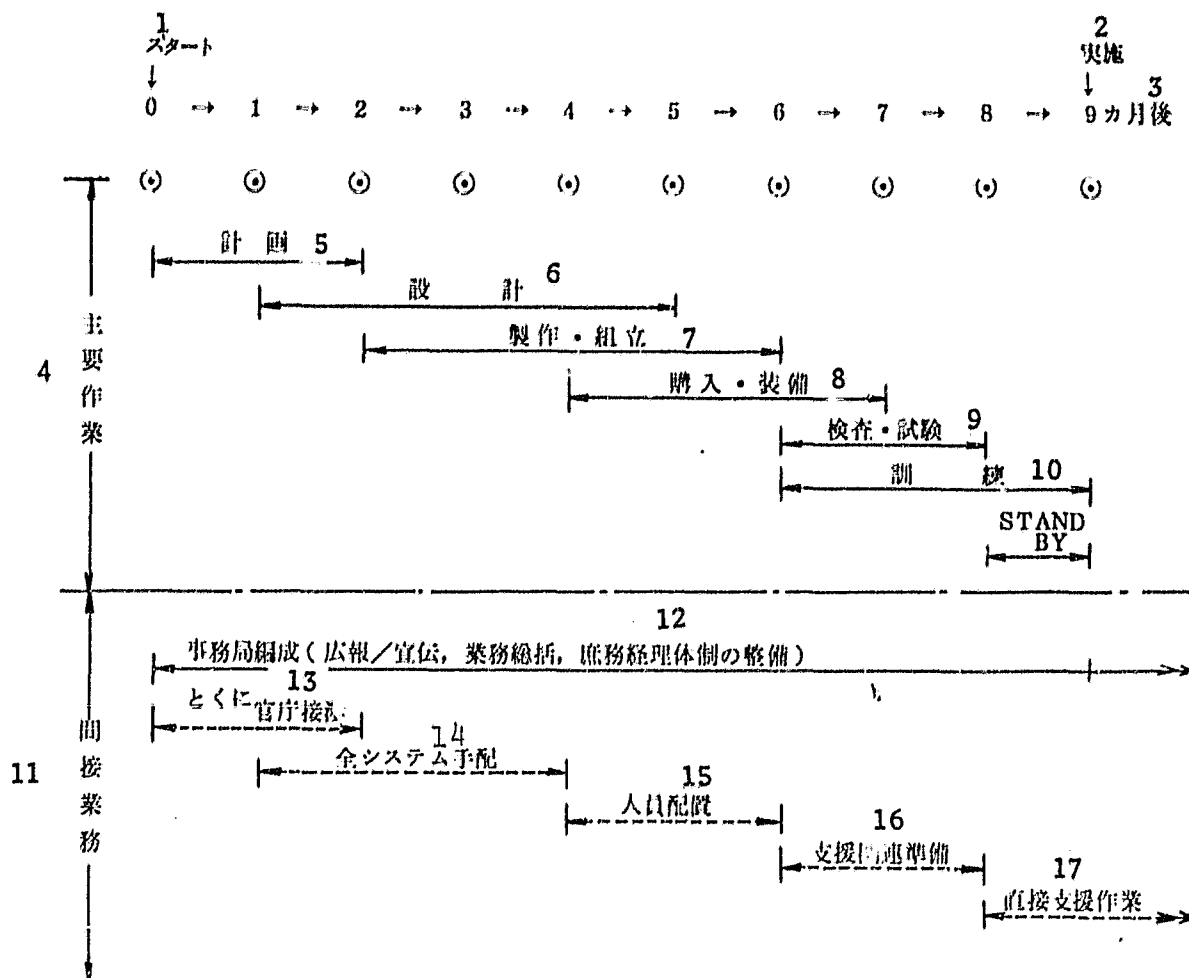 1 2
スタート 実施
3
0 → 1 → 2 → 3 → 4 → 5 → 6 → 7 → 8 → 9カ月後
計画 5
設計 6
製作・組立 7
4 主要作業
購入・装備 8
検査・試験 9
訓練 10
STAND
BY
12
事務局編成(広報/宣伝,業務総括,庶務経理体制の整備)
13
とくに官庁接
14
全システム手配
11 間接業務
15
人員配置
16
支援関連準備
17
直接支援作業